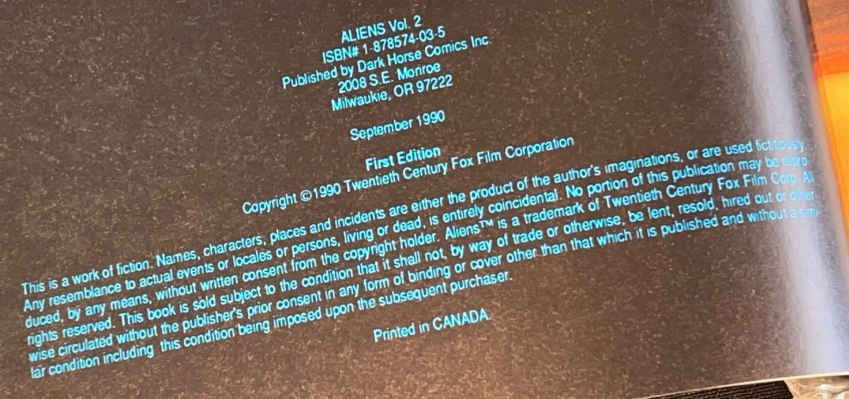 ALIENS Vol. 2
ISBN# 1-878574-03-5
Published by Dark Horse Comics Inc.
2008 S.E. Monroe
Milwaukie, OR 97222
September 1990
First Edition
Copyright ©1990 Twentieth Century Fox Film Corporation
This is a work of fiction. Names, characters, places and incidents are either the product of the author's imaginations, or are used fictitiously.
Any resemblance to actual events or locales or persons, living or dead, is entirely coincidental. No portion of this publication may be repro-
duced, by any means, without written consent from the copyright holder. Aliens™ is a trademark of Twentieth Century Fox Film Corp. All
rights reserved. This book is sold subject to the condition that it shall not, by way of trade or otherwise, be lent, resold, hired out or other-
wise circulated without the publisher's prior consent in any form of binding or cover other than that which it is published and without a simi-
lar condition including this condition being imposed upon the subsequent purchaser.
Printed in CANADA.